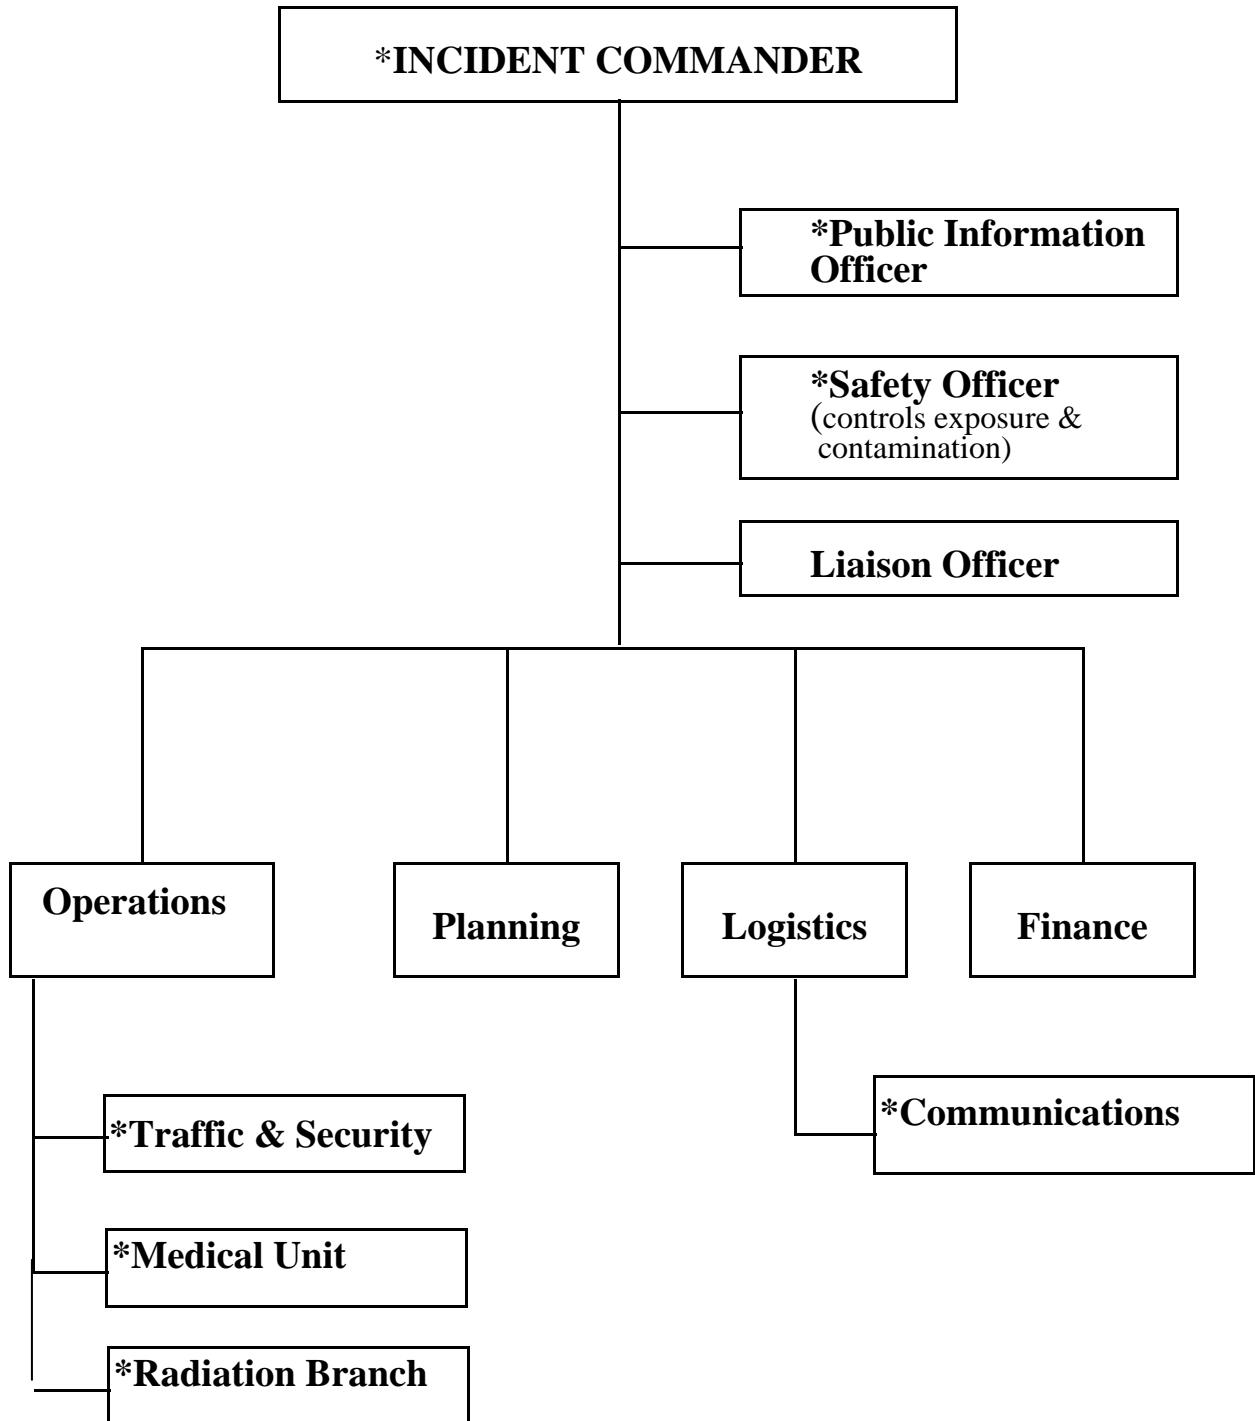 *INCIDENT COMMANDER
*Public Information
Officer
*Safety Officer
(controls exposure &
contamination)
Liaison Officer
Operations
Planning
Logistics
Finance
*Traffic & Security
*Communications
*Medical Unit
*Radiation Branch